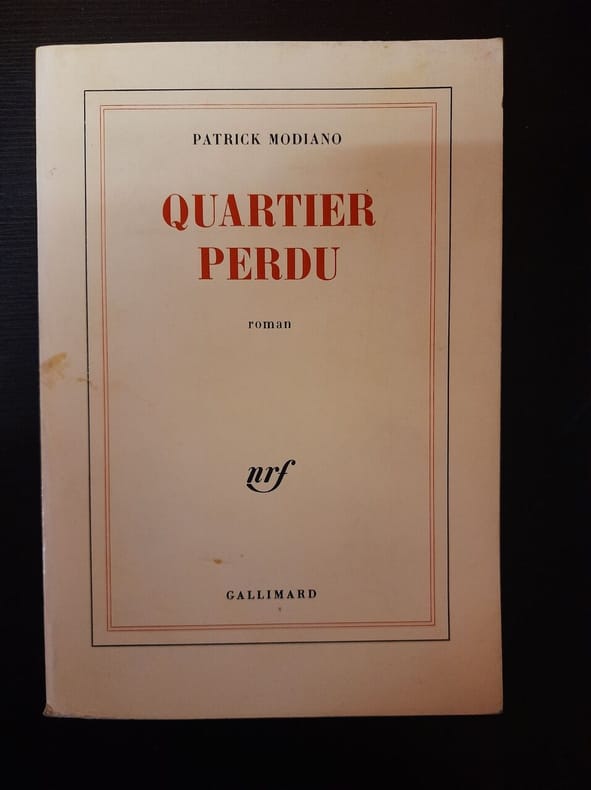 PATRICK MODIANO
QUARTIER
PERDU
roman
nrf
GALLIMARD